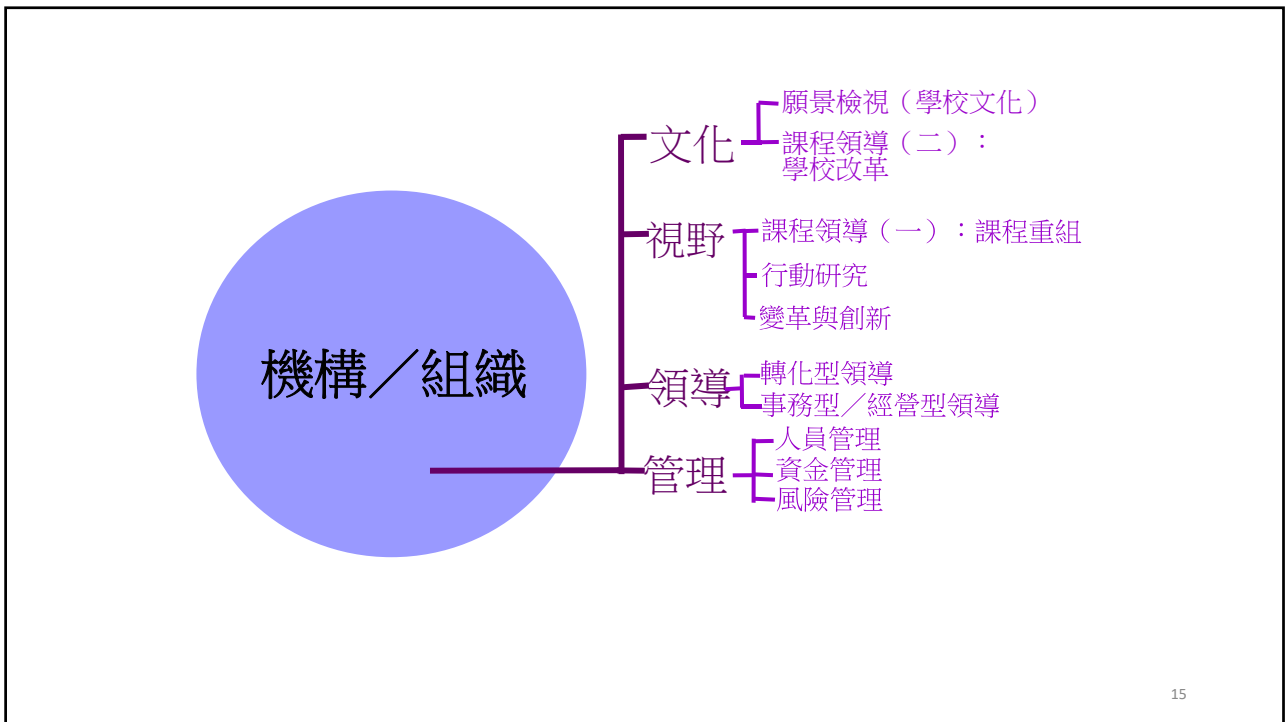 機構／組織
文化
願景檢視（學校文化）
課程領導（二）：
學校改革
視野
課程領導（一）：課程重組
行動研究
變革與創新
領導
轉化型領導
事務型／經營型領導
管理
人員管理
資金管理
風險管理
15